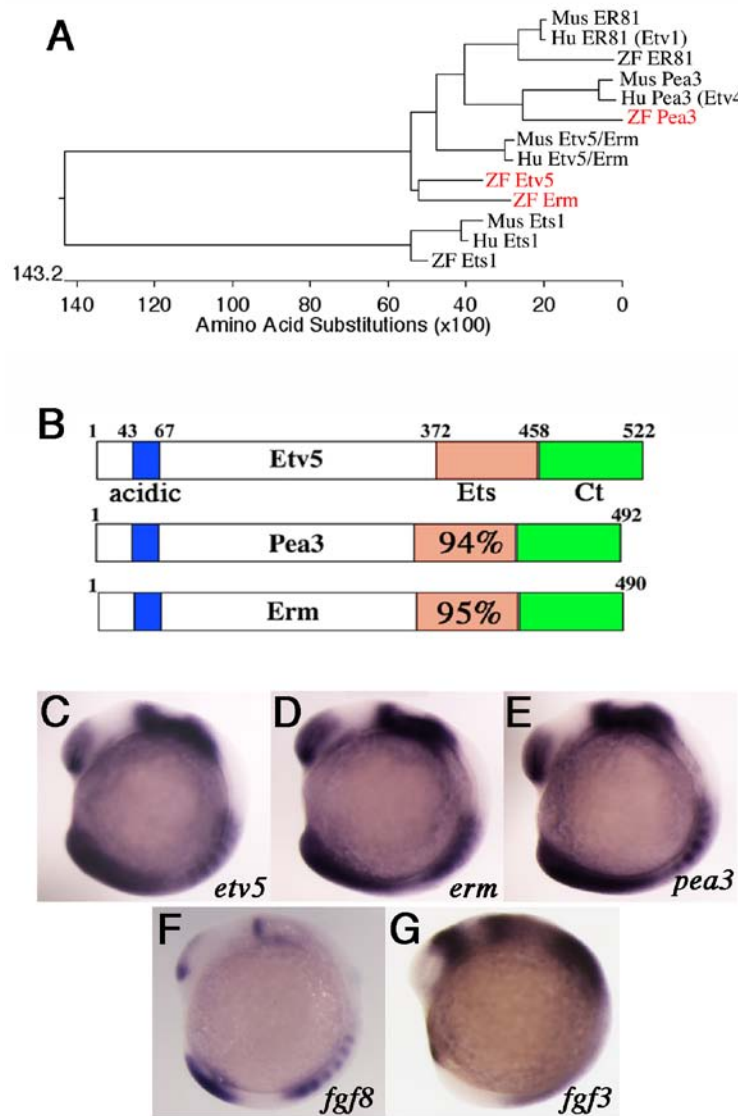 A
Mus ER81
Hu ER81 (Etv1)
ZF ER81
Mus Pea3
Hu Pea3 (Etv4
ZF Pea3
Mus Etv5/Erm
Hu Etv5/Erm
ZF Etv5
ZF Erm
Mus Ets1
Hu Ets1
ZF Ets1
143.2
140 120 100 80 60 40 20 0
Amino Acid Substitutions (x100)
B
1 43 67 372 458 522
Etv5
acidic Ets Ct
1 492
Pea3 94%
1 490
Erm 95%
C D E
etv5 erm pea3
F G
fgf8 fgf3